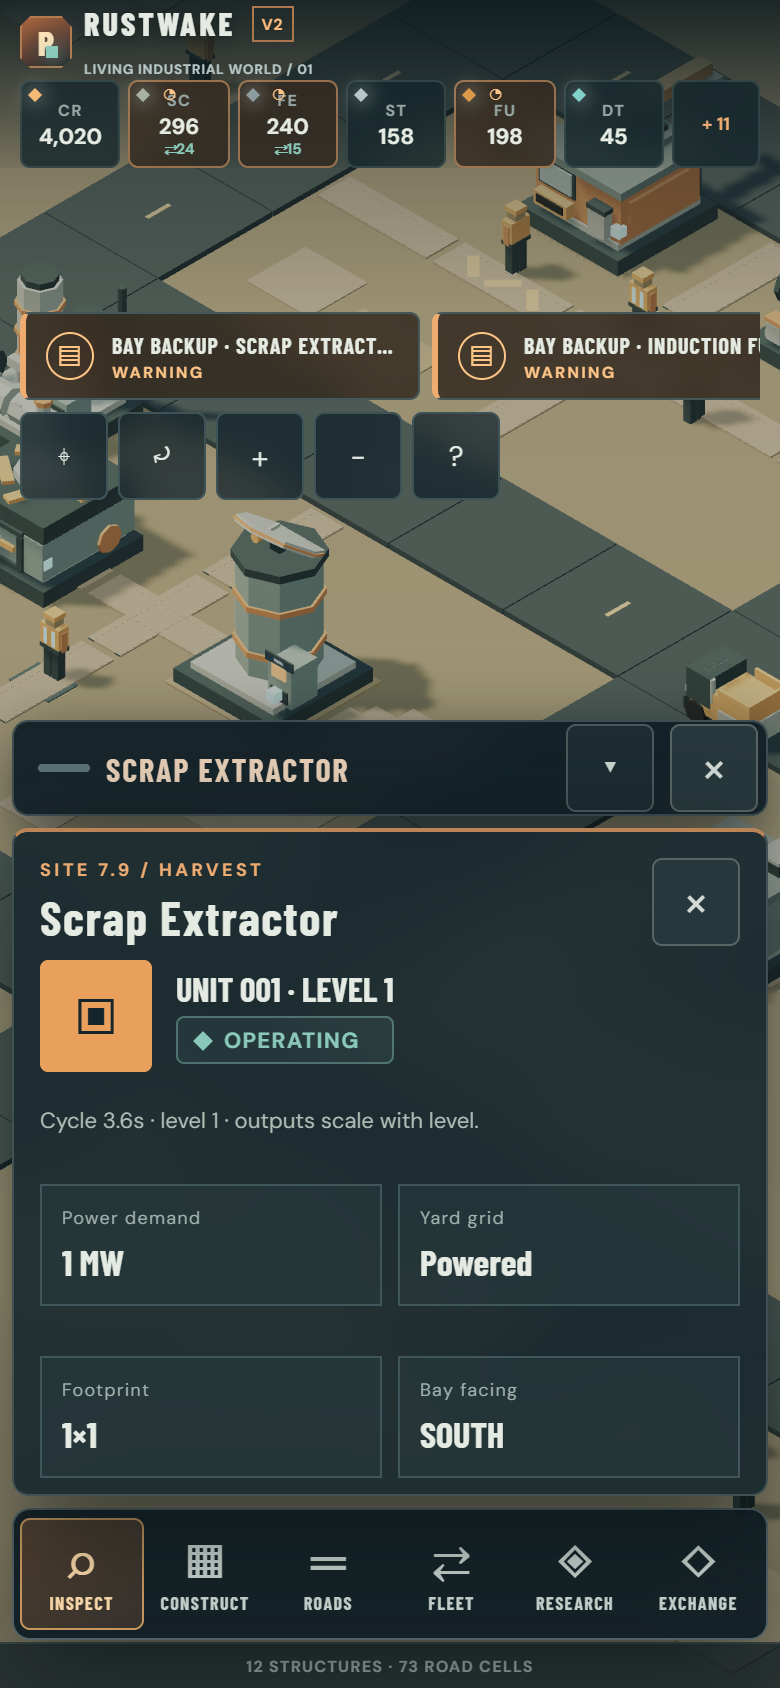 RUSTWAKE V2
LIVING INDUSTRIAL WORLD / 01
CR
4,020
SC
296
⇄24
FE
240
⇄15
ST
158
FU
198
DT
45
+ 11
BAY BACKUP · SCRAP EXTRACT...
WARNING
BAY BACKUP · INDUCTION F
WARNING
+
-
?
SCRAP EXTRACTOR
▼
×
SITE 7.9 / HARVEST
×
Scrap Extractor
UNIT 001 · LEVEL 1
◆ OPERATING
Cycle 3.6s · level 1 · outputs scale with level.
Power demand
1 MW
Yard grid
Powered
Footprint
1×1
Bay facing
SOUTH
INSPECT
CONSTRUCT
ROADS
FLEET
RESEARCH
EXCHANGE
12 STRUCTURES · 73 ROAD CELLS